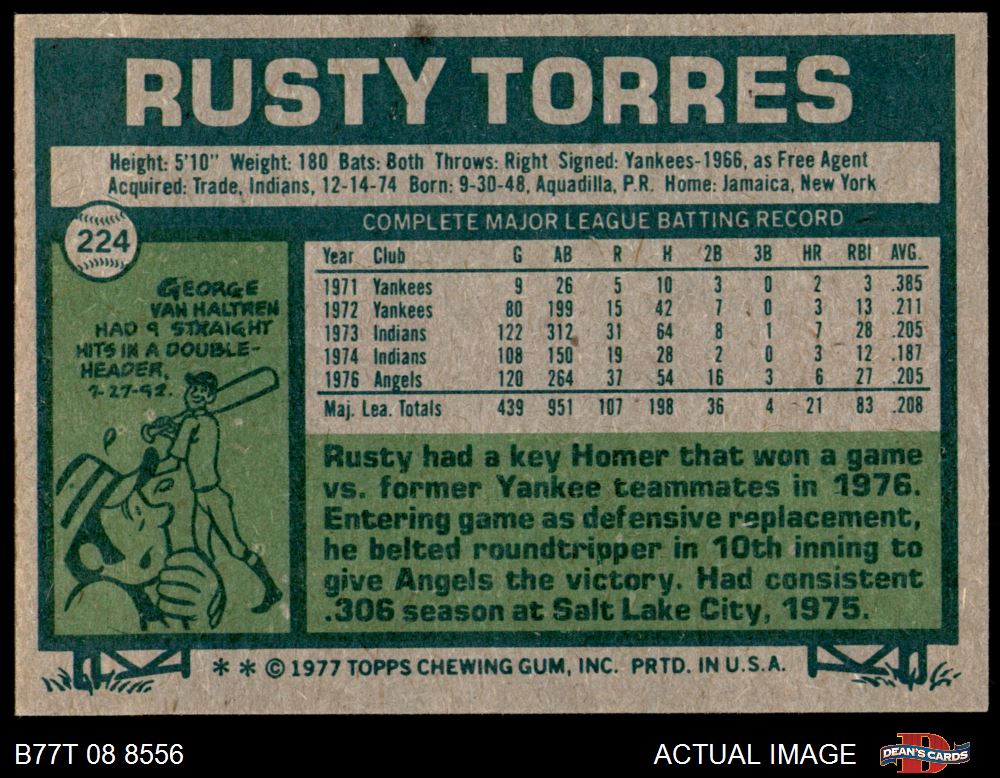 RUSTY TORRES
Height: 5'10" Weight: 180 Bats: Both Throws: Right Signed: Yankees-1966, as Free Agent
Acquired: Trade, Indians, 12-14-74 Born: 9-30-48, Aquadilla, P.R. Home: Jamaica, New York
224
COMPLETE MAJOR LEAGUE BATTING RECORD
Year Club G AB R H 2B 3B HR RBI AVG.
1971 Yankees 9 26 5 10 3 0 2 3 .385
1972 Yankees 80 199 15 42 7 0 3 13 .211
1973 Indians 122 312 31 64 8 1 7 28 .205
1974 Indians 108 150 19 28 2 0 3 12 .187
1976 Angels 120 264 37 54 16 3 6 27 .205
Maj. Lea. Totals 439 951 107 198 36 4 21 83 .208
GEORGE
VAN HALTREN
HAD 9 STRAIGHT
HITS IN A DOUBLE-
HEADER,
7-27-92.
Rusty had a key Homer that won a game
vs. former Yankee teammates in 1976.
Entering game as defensive replacement,
he belted roundtripper in 10th inning to
give Angels the victory. Had consistent
.306 season at Salt Lake City, 1975.
* * © 1977 TOPPS CHEWING GUM, INC. PRTD. IN U.S.A.
B77T 08 8556
ACTUAL IMAGE
DEAN'S CARDS